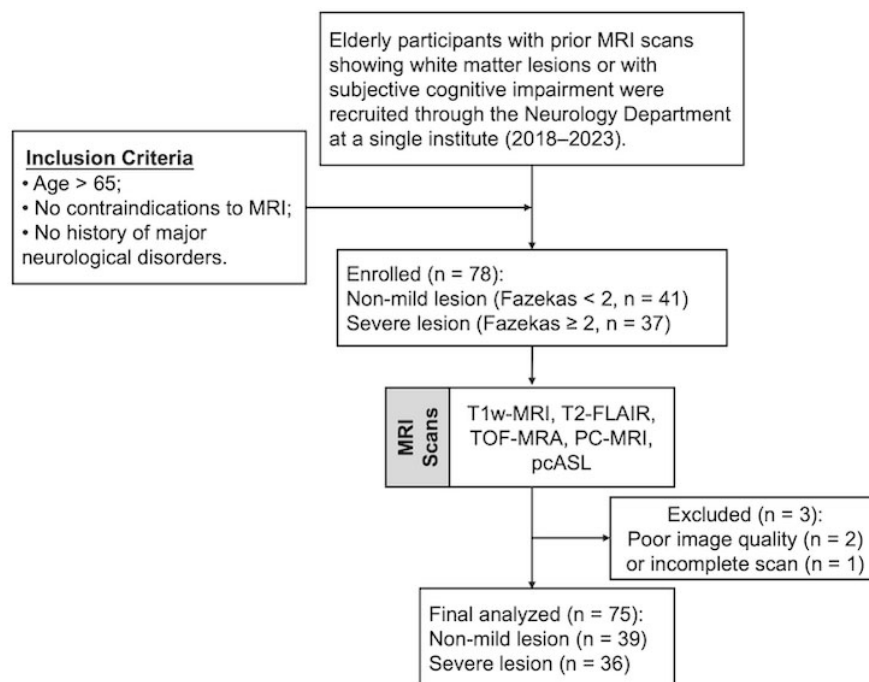 Elderly participants with prior MRI scans
showing white matter lesions or with
subjective cognitive impairment were
recruited through the Neurology Department
at a single institute (2018–2023).
Inclusion Criteria
• Age > 65;
• No contraindications to MRI;
• No history of major
neurological disorders.
Enrolled (n = 78):
Non-mild lesion (Fazekas < 2, n = 41)
Severe lesion (Fazekas ≥ 2, n = 37)
MRI
Scans
T1w-MRI, T2-FLAIR,
TOF-MRA, PC-MRI,
pcASL
Excluded (n = 3):
Poor image quality (n = 2)
or incomplete scan (n = 1)
Final analyzed (n = 75):
Non-mild lesion (n = 39)
Severe lesion (n = 36)